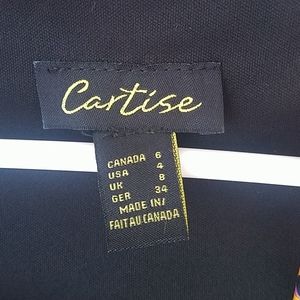 Cartise
CANADA 6
USA 4
UK 8
GER 34
MADE IN/
FAIT AU CANADA